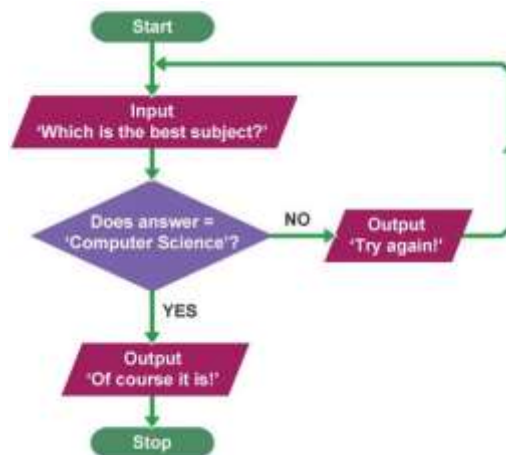 Start
Input
'Which is the best subject?'
Does answer =
'Computer Science'?
NO
Output
'Try again!'
YES
Output
'Of course it is!'
Stop